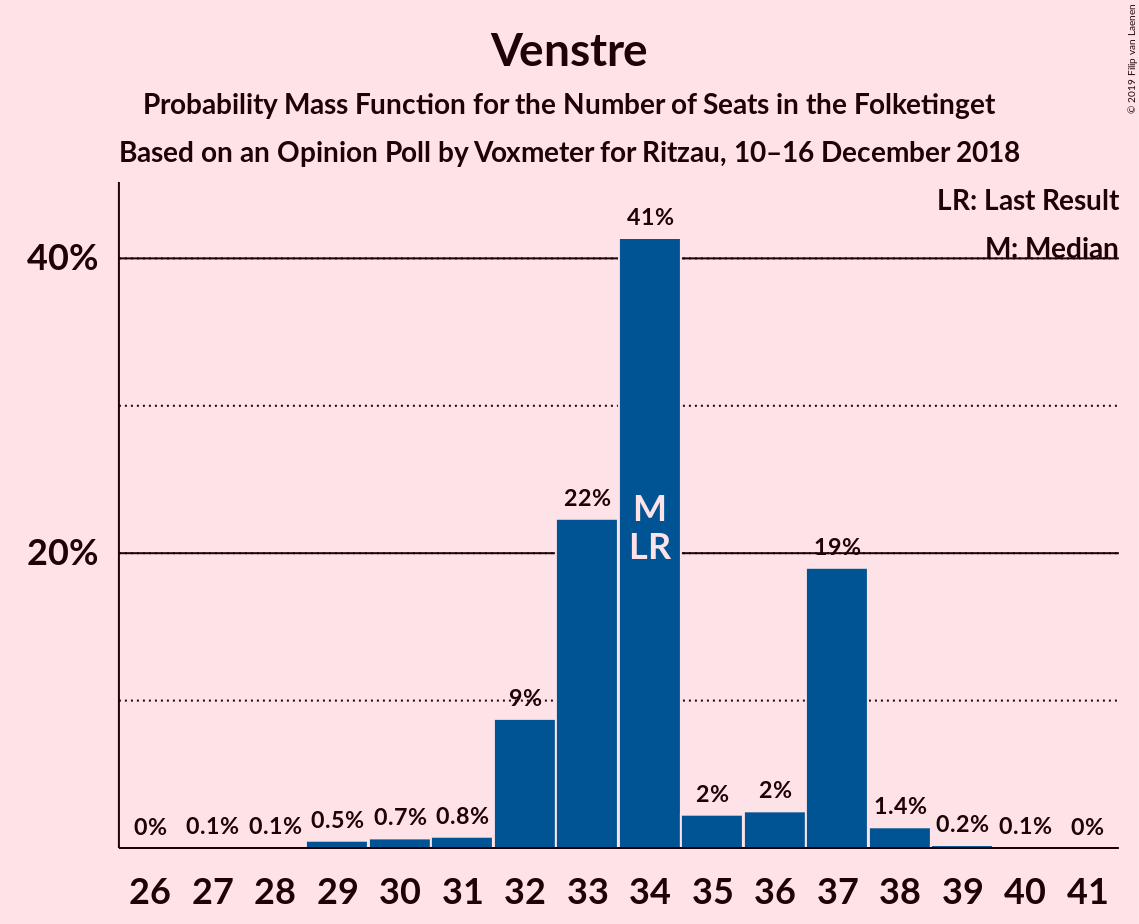 Venstre
Probability Mass Function for the Number of Seats in the Folketinget
Based on an Opinion Poll by Voxmeter for Ritzau, 10–16 December 2018
© 2019 Filip van Laenen
LR: Last Result
M: Median
40%
20%
0%
0.1%
0.1%
0.5%
0.7%
0.8%
9%
22%
41%
M
LR
2%
2%
19%
1.4%
0.2%
0.1%
0%
26 27 28 29 30 31 32 33 34 35 36 37 38 39 40 41